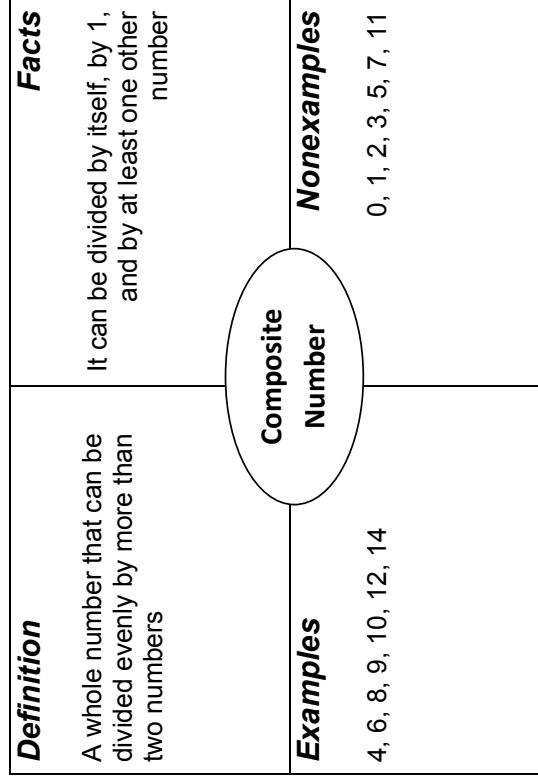 Definition
A whole number that can be
divided evenly by more than
two numbers
Facts
It can be divided by itself, by 1,
and by at least one other
number
Composite
Number
Examples
4, 6, 8, 9, 10, 12, 14
Nonexamples
0, 1, 2, 3, 5, 7, 11